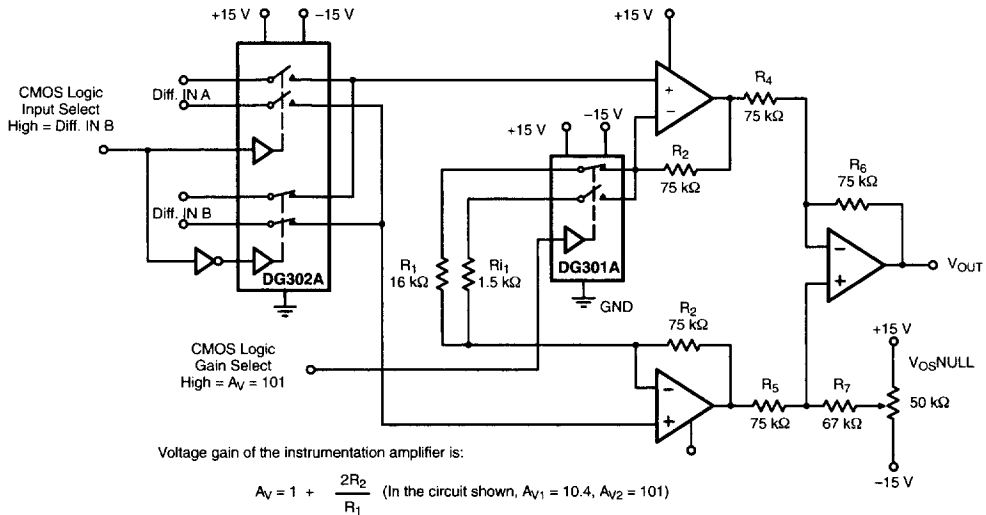 +15 V
−15 V
+15 V
CMOS Logic
Input Select
High = Diff. IN B
Diff. IN A
Diff. IN B
DG302A
+15 V
−15 V
DG301A
GND
+
−
R4
75 kΩ
R2
75 kΩ
R6
75 kΩ
−
+
VOUT
R1
16 kΩ
Ri1
1.5 kΩ
R2
75 kΩ
CMOS Logic
Gain Select
High = AV = 101
−
+
R5
75 kΩ
R7
67 kΩ
+15 V
VOSNULL
50 kΩ
−15 V
Voltage gain of the instrumentation amplifier is:
AV = 1 + 2R2 / R1 (In the circuit shown, AV1 = 10.4, AV2 = 101)